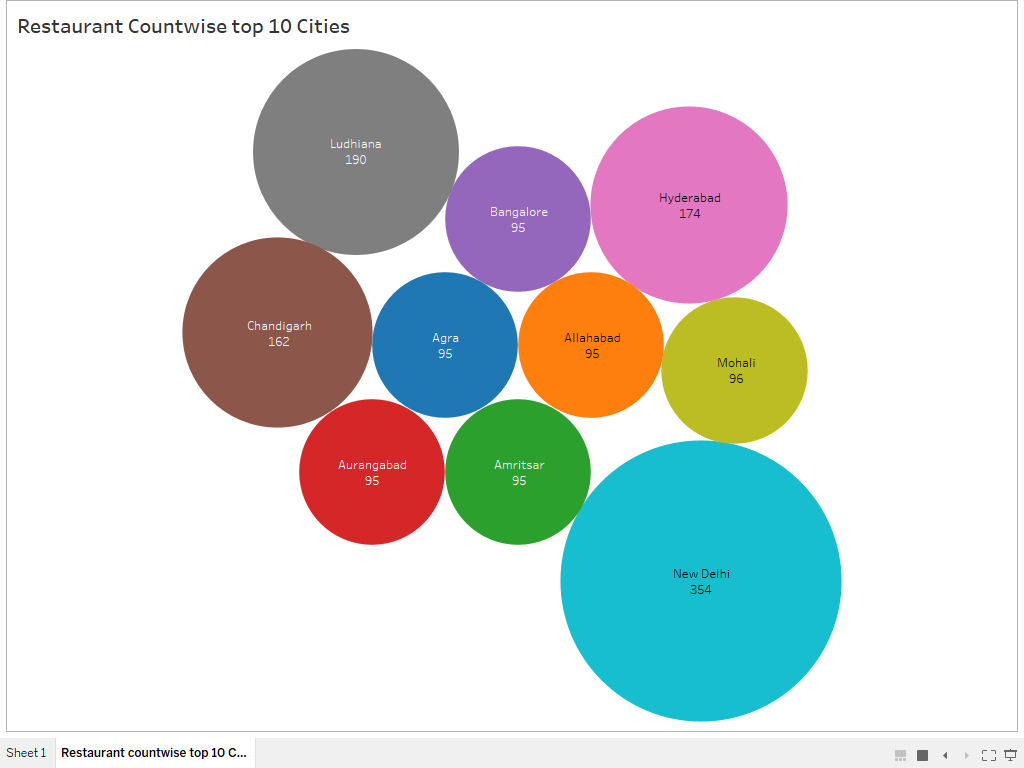 Restaurant Countwise top 10 Cities
Ludhiana
190
Bangalore
95
Hyderabad
174
Chandigarh
162
Agra
95
Allahabad
95
Mohali
96
Aurangabad
95
Amritsar
95
New Delhi
354
Sheet 1
Restaurant countwise top 10 C...